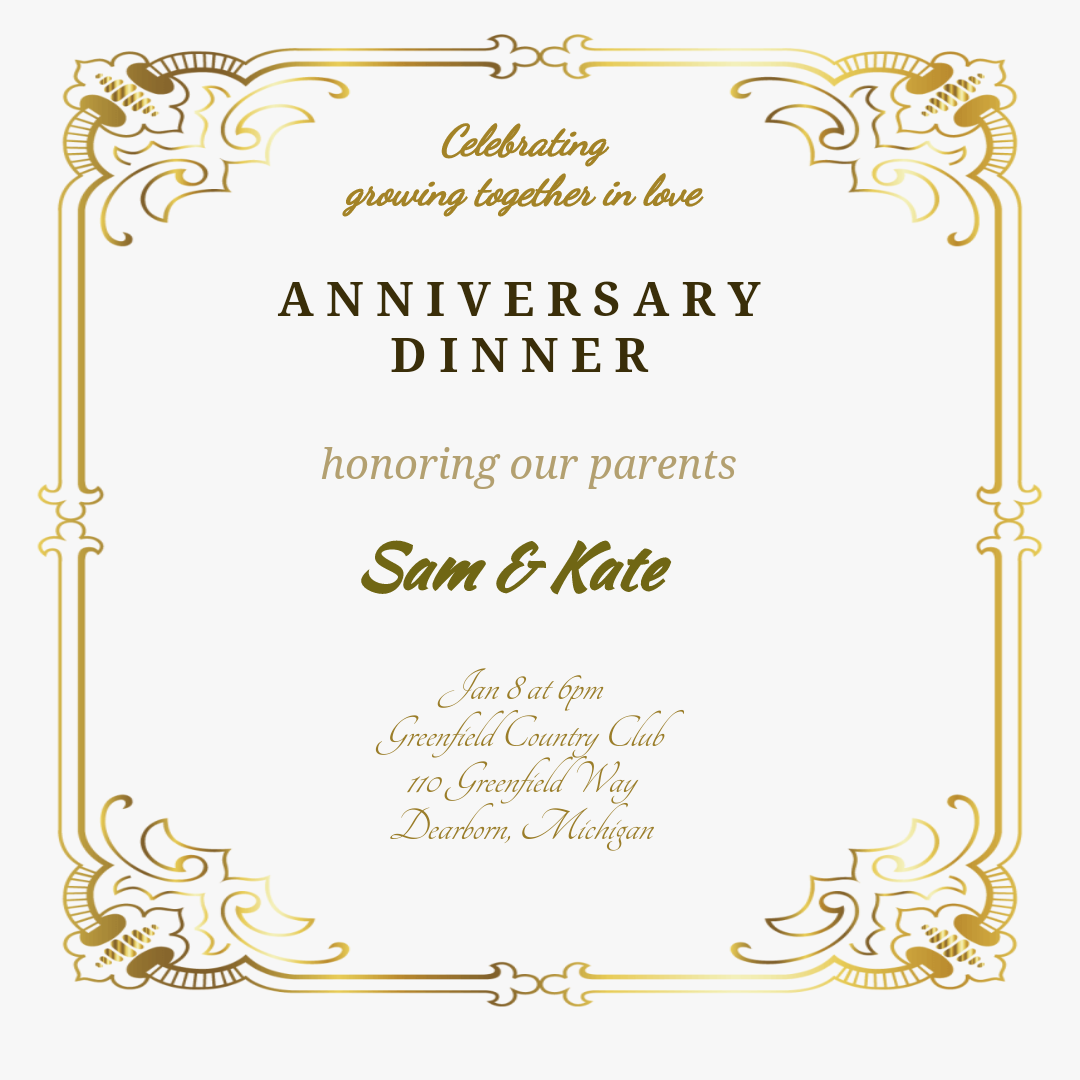 Celebrating
growing together in love
ANNIVERSARY
DINNER
honoring our parents
Sam & Kate
Jan 8 at 6pm
Greenfield Country Club
110 Greenfield Way
Dearborn, Michigan